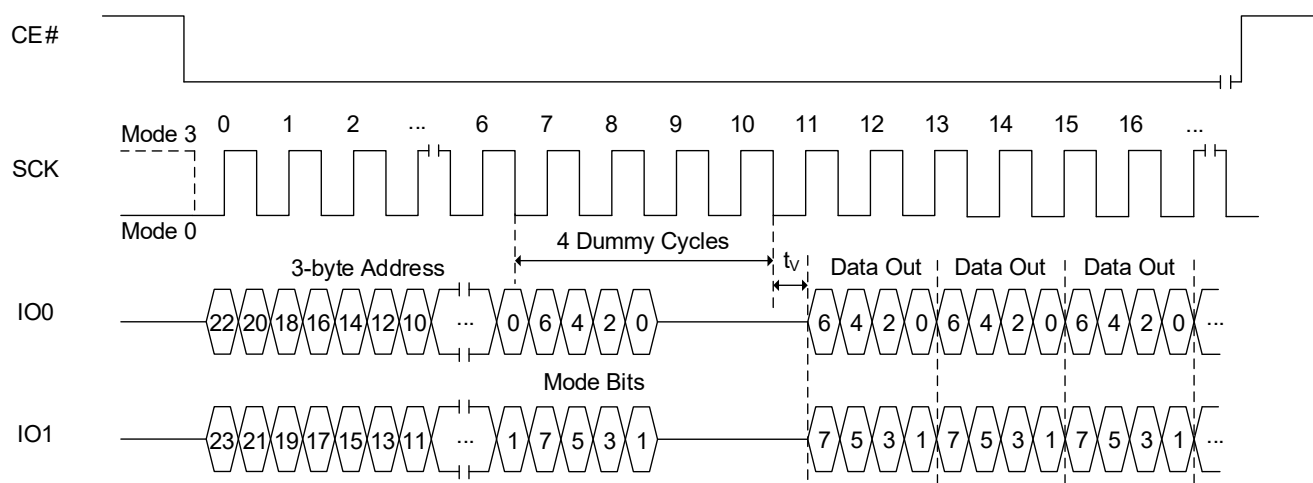 CE#
0 1 2 ... 6 7 8 9 10 11 12 13 14 15 16 ...
Mode 3
SCK
Mode 0
4 Dummy Cycles
3-byte Address
tV
Data Out Data Out Data Out
IO0
22 20 18 16 14 12 10 ... 0 6 4 2 0 6 4 2 0 6 4 2 0 6 4 2 0 ...
Mode Bits
IO1
23 21 19 17 15 13 11 ... 1 7 5 3 1 7 5 3 1 7 5 3 1 7 5 3 1 ...